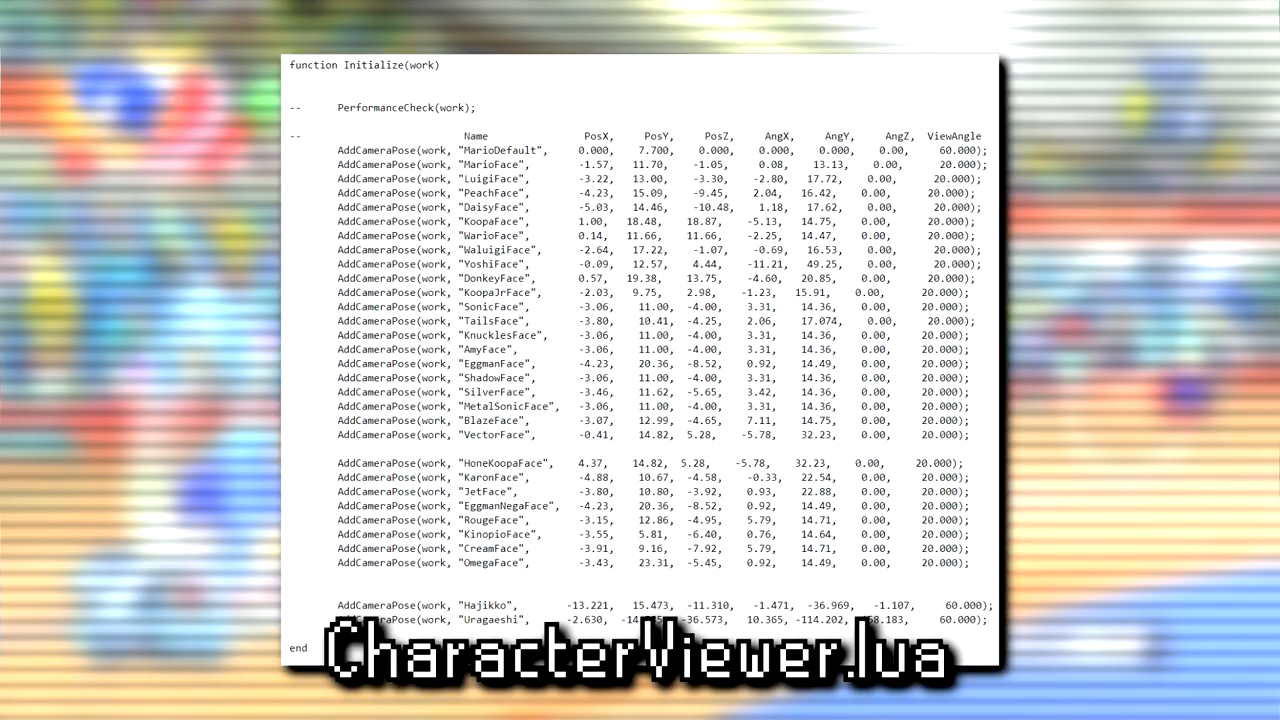 function Initialize(work)
-- PerformanceCheck(work);
-- Name PosX, PosY, PosZ, AngX, AngY, AngZ, ViewAngle
AddCameraPose(work, "MarioDefault", 0.000, 7.700, 0.000, 0.000, 0.000, 0.000, 60.000);
AddCameraPose(work, "MarioFace", -1.57, 11.70, -1.05, 0.08, 13.13, 0.00, 20.000);
AddCameraPose(work, "LuigiFace", -3.22, 13.00, -3.30, -2.80, 17.72, 0.00, 20.000);
AddCameraPose(work, "PeachFace", -4.23, 15.09, -9.45, 2.04, 16.42, 0.00, 20.000);
AddCameraPose(work, "DaisyFace", -5.03, 14.46, -10.48, 1.18, 17.62, 0.00, 20.000);
AddCameraPose(work, "KoopaFace", 1.00, 18.48, 18.87, -5.13, 14.75, 0.00, 20.000);
AddCameraPose(work, "WarioFace", 0.14, 11.66, 11.66, -2.25, 14.47, 0.00, 20.000);
AddCameraPose(work, "WaluigiFace", -2.64, 17.22, -1.07, -0.69, 16.53, 0.00, 20.000);
AddCameraPose(work, "YoshiFace", -0.09, 12.57, 4.44, -11.21, 49.25, 0.00, 20.000);
AddCameraPose(work, "DonkeyFace", 0.57, 19.38, 13.75, -4.60, 20.85, 0.00, 20.000);
AddCameraPose(work, "KoopaJrFace", -2.03, 9.75, 2.98, -1.23, 15.91, 0.00, 20.000);
AddCameraPose(work, "SonicFace", -3.06, 11.00, -4.00, 3.31, 14.36, 0.00, 20.000);
AddCameraPose(work, "TailsFace", -3.80, 10.41, -4.25, 2.06, 17.074, 0.00, 20.000);
AddCameraPose(work, "KnucklesFace", -3.06, 11.00, -4.00, 3.31, 14.36, 0.00, 20.000);
AddCameraPose(work, "AmyFace", -3.06, 11.00, -4.00, 3.31, 14.36, 0.00, 20.000);
AddCameraPose(work, "EggmanFace", -4.23, 20.36, -8.52, 0.92, 14.49, 0.00, 20.000);
AddCameraPose(work, "ShadowFace", -3.06, 11.00, -4.00, 3.31, 14.36, 0.00, 20.000);
AddCameraPose(work, "SilverFace", -3.46, 11.62, -5.65, 3.42, 14.36, 0.00, 20.000);
AddCameraPose(work, "MetalSonicFace", -3.06, 11.00, -4.00, 3.31, 14.36, 0.00, 20.000);
AddCameraPose(work, "BlazeFace", -3.07, 12.99, -4.65, 7.11, 14.75, 0.00, 20.000);
AddCameraPose(work, "VectorFace", -0.41, 14.82, 5.28, -5.78, 32.23, 0.00, 20.000);
AddCameraPose(work, "HoneKoopaFace", 4.37, 14.82, 5.28, -5.78, 32.23, 0.00, 20.000);
AddCameraPose(work, "KaronFace", -4.88, 10.67, -4.58, -0.33, 22.54, 0.00, 20.000);
AddCameraPose(work, "JetFace", -3.80, 10.80, -3.92, 0.93, 22.88, 0.00, 20.000);
AddCameraPose(work, "EggmanNegaFace", -4.23, 20.36, -8.52, 0.92, 14.49, 0.00, 20.000);
AddCameraPose(work, "RougeFace", -3.15, 12.86, -4.95, 5.79, 14.71, 0.00, 20.000);
AddCameraPose(work, "KinopioFace", -3.55, 5.81, -6.40, 0.76, 14.64, 0.00, 20.000);
AddCameraPose(work, "CreamFace", -3.91, 9.16, -7.92, 5.79, 14.71, 0.00, 20.000);
AddCameraPose(work, "OmegaFace", -3.43, 23.31, -5.45, 0.92, 14.49, 0.00, 20.000);
AddCameraPose(work, "Hajikko", -13.221, 15.473, -11.310, -1.471, -36.969, -1.107, 60.000);
AddCameraPose(work, "Uragaeshi", -2.630, -36.573, 10.365, -114.202, 60.000);
end
CharacterViewer.lua